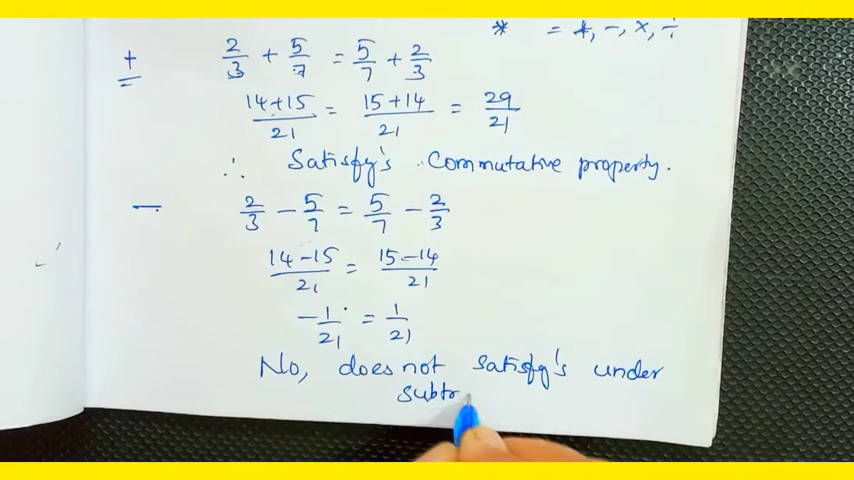 * = +, -, ×, ÷
+ 2/3 + 5/7 = 5/7 + 2/3
14+15/21 = 15+14/21 = 29/21
∴ Satisfy's commutative property.
- 2/3 - 5/7 = 5/7 - 2/3
14-15/21 = 15-14/21
-1/21 = 1/21
No, does not satisfy's under
subtr